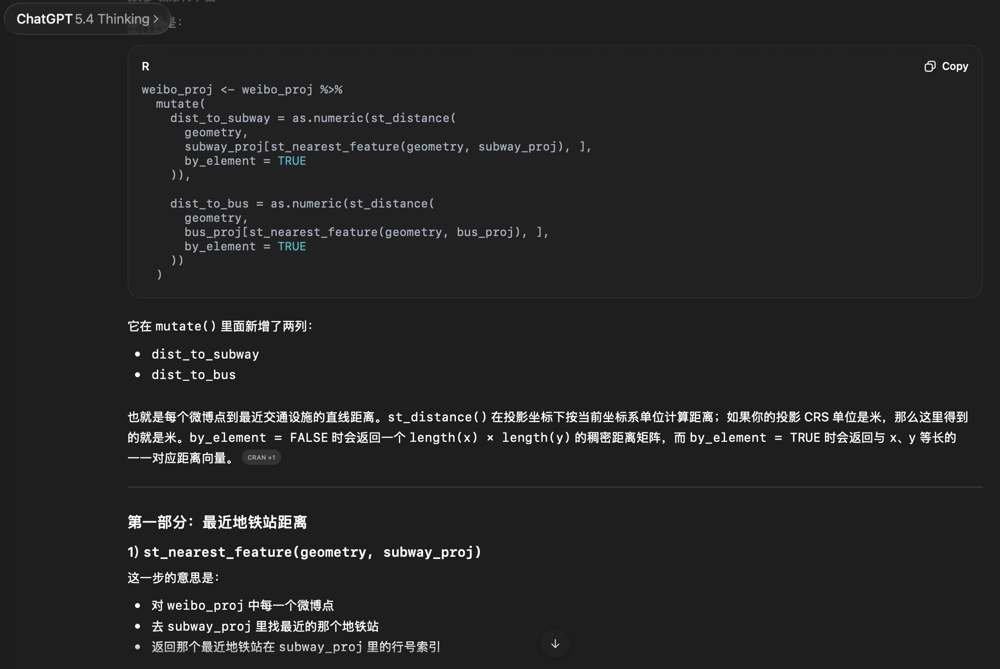 ChatGPT 5.4 Thinking
是：
R
Copy
weibo_proj <- weibo_proj %>%
  mutate(
    dist_to_subway = as.numeric(st_distance(
      geometry,
      subway_proj[st_nearest_feature(geometry, subway_proj), ],
      by_element = TRUE
    )),
    dist_to_bus = as.numeric(st_distance(
      geometry,
      bus_proj[st_nearest_feature(geometry, bus_proj), ],
      by_element = TRUE
    ))
  )
它在 mutate() 里面新增了两列：
• dist_to_subway
• dist_to_bus
也就是每个微博点到最近交通设施的直线距离。st_distance() 在投影坐标下按当前坐标系单位计算距离；如果你的投影 CRS 单位是米，那么这里得到
的就是米。by_element = FALSE 时会返回一个 length(x) × length(y) 的稠密距离矩阵，而 by_element = TRUE 时会返回与 x、y 等长的
一一对应距离向量。 CRAN +1
第一部分：最近地铁站距离
1) st_nearest_feature(geometry, subway_proj)
这一步的意思是：
• 对 weibo_proj 中每一个微博点
• 去 subway_proj 里找最近的那个地铁站
• 返回那个最近地铁站在 subway_proj 里的行号索引